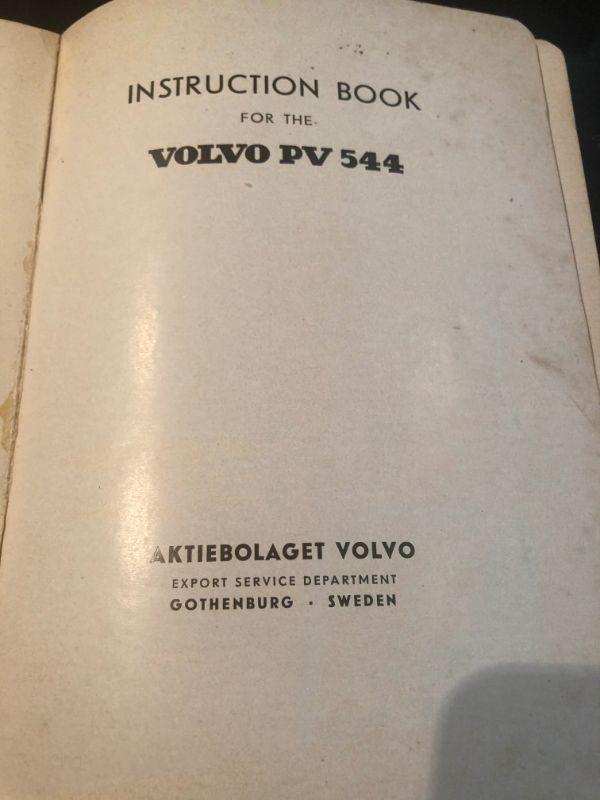 INSTRUCTION BOOK
FOR THE
VOLVO PV 544
AKTIEBOLAGET VOLVO
EXPORT SERVICE DEPARTMENT
GOTHENBURG · SWEDEN